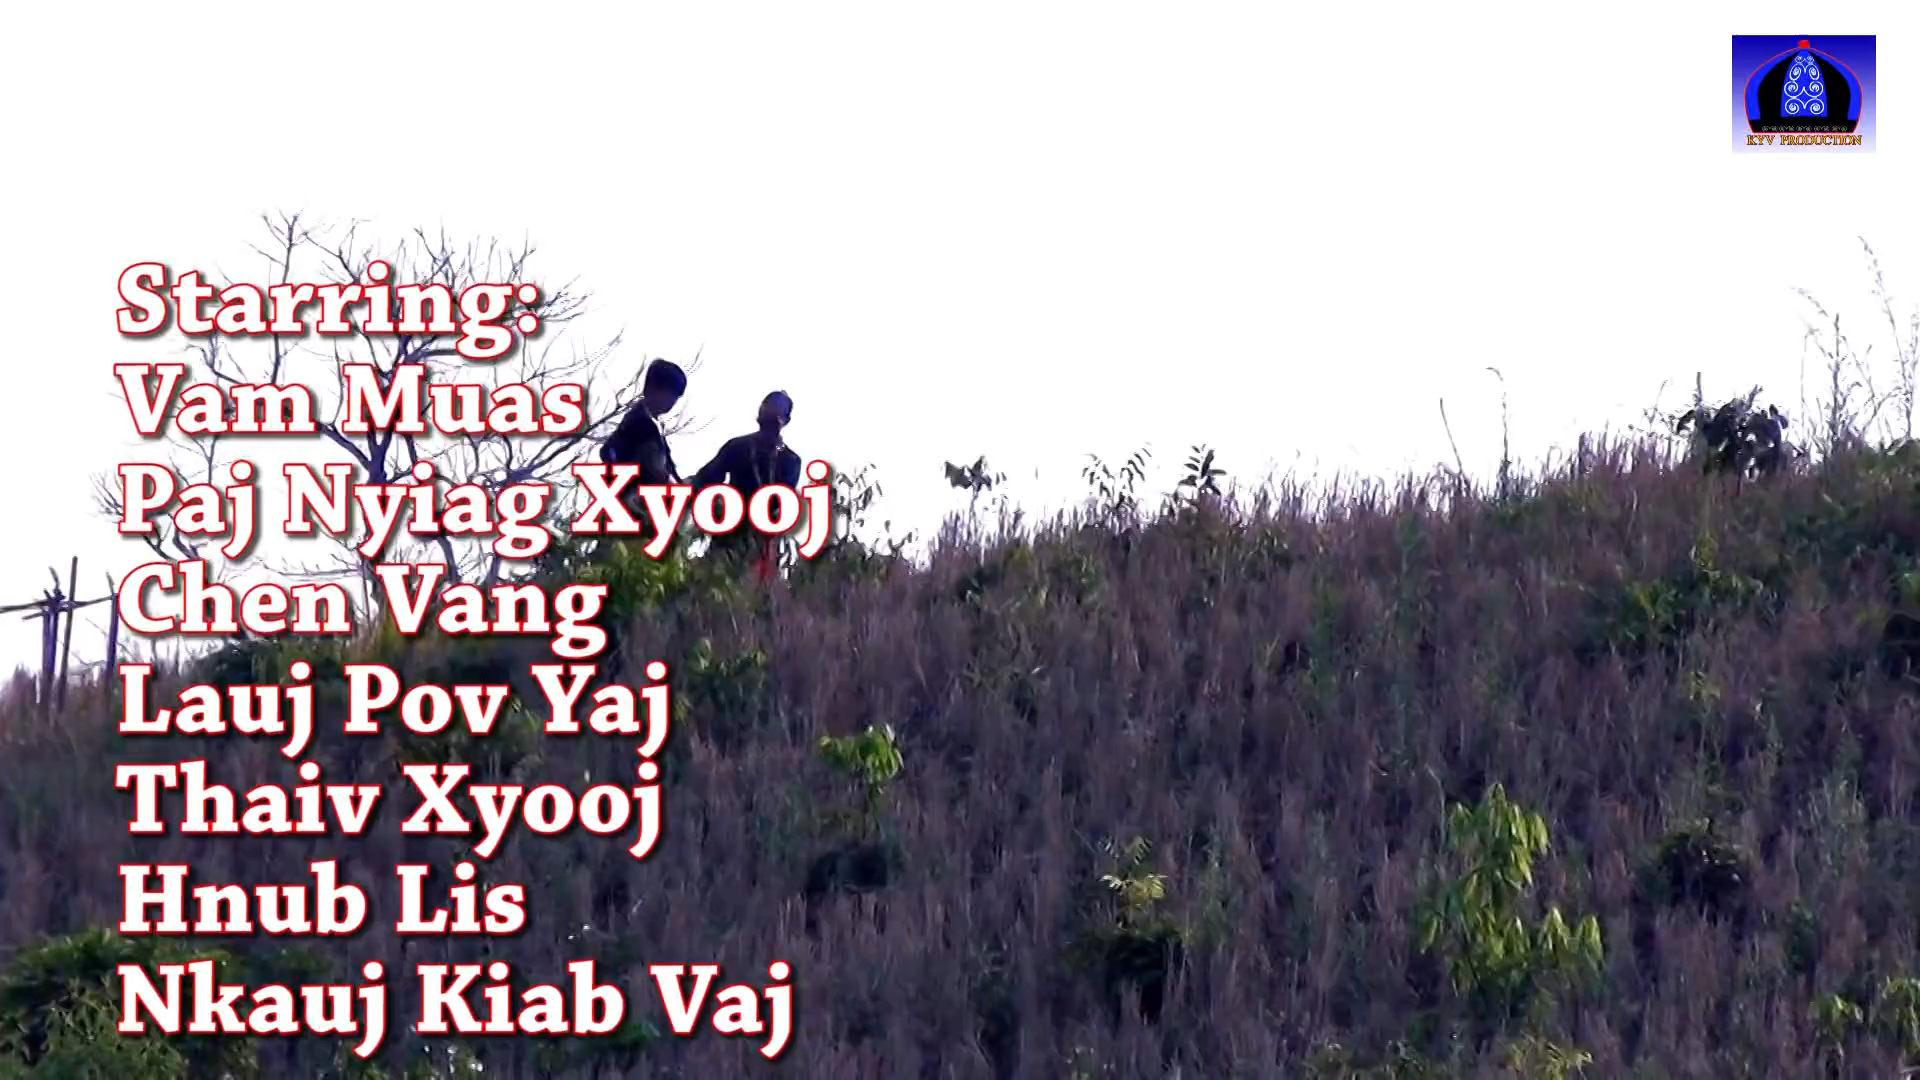 KYV PRODUCTION
Starring:
Vam Muas
Paj Nyiag Xyooj
Chen Vang
Lauj Pov Yaj
Thaiv Xyooj
Hnub Lis
Nkauj Kiab Vaj